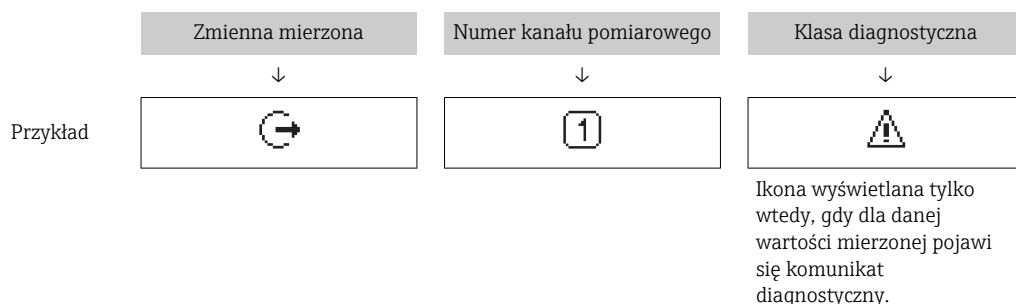 Zmienna mierzona
Numer kanału pomiarowego
Klasa diagnostyczna
↓ ↓ ↓
Przykład
1
Ikona wyświetlana tylko
wtedy, gdy dla danej
wartości mierzonej pojawi
się komunikat
diagnostyczny.